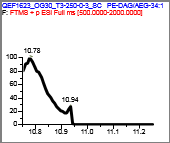 QEF1623_OG30_T3-250-0-3_SC PE-DAG/AEG-34:1
F: FTMS + p ESI Full ms [500.0000-2000.0000]
10.78
100
80
60
40
20
0
10.94
10.8 10.9 11.0 11.1 11.2